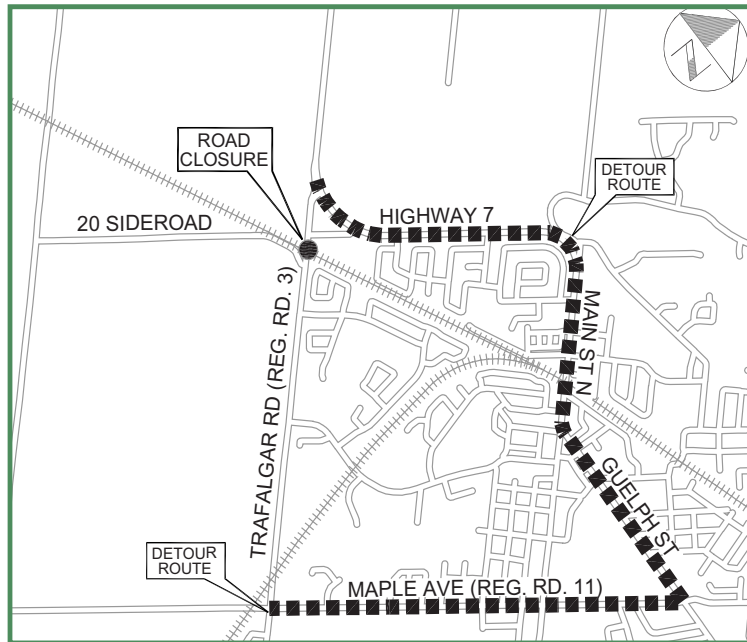 ROAD
CLOSURE
DETOUR
ROUTE
20 SIDEROAD
HIGHWAY 7
MAIN ST N
TRAFALGAR RD (REG. RD. 3)
GUELPH ST
DETOUR
ROUTE
MAPLE AVE (REG. RD. 11)